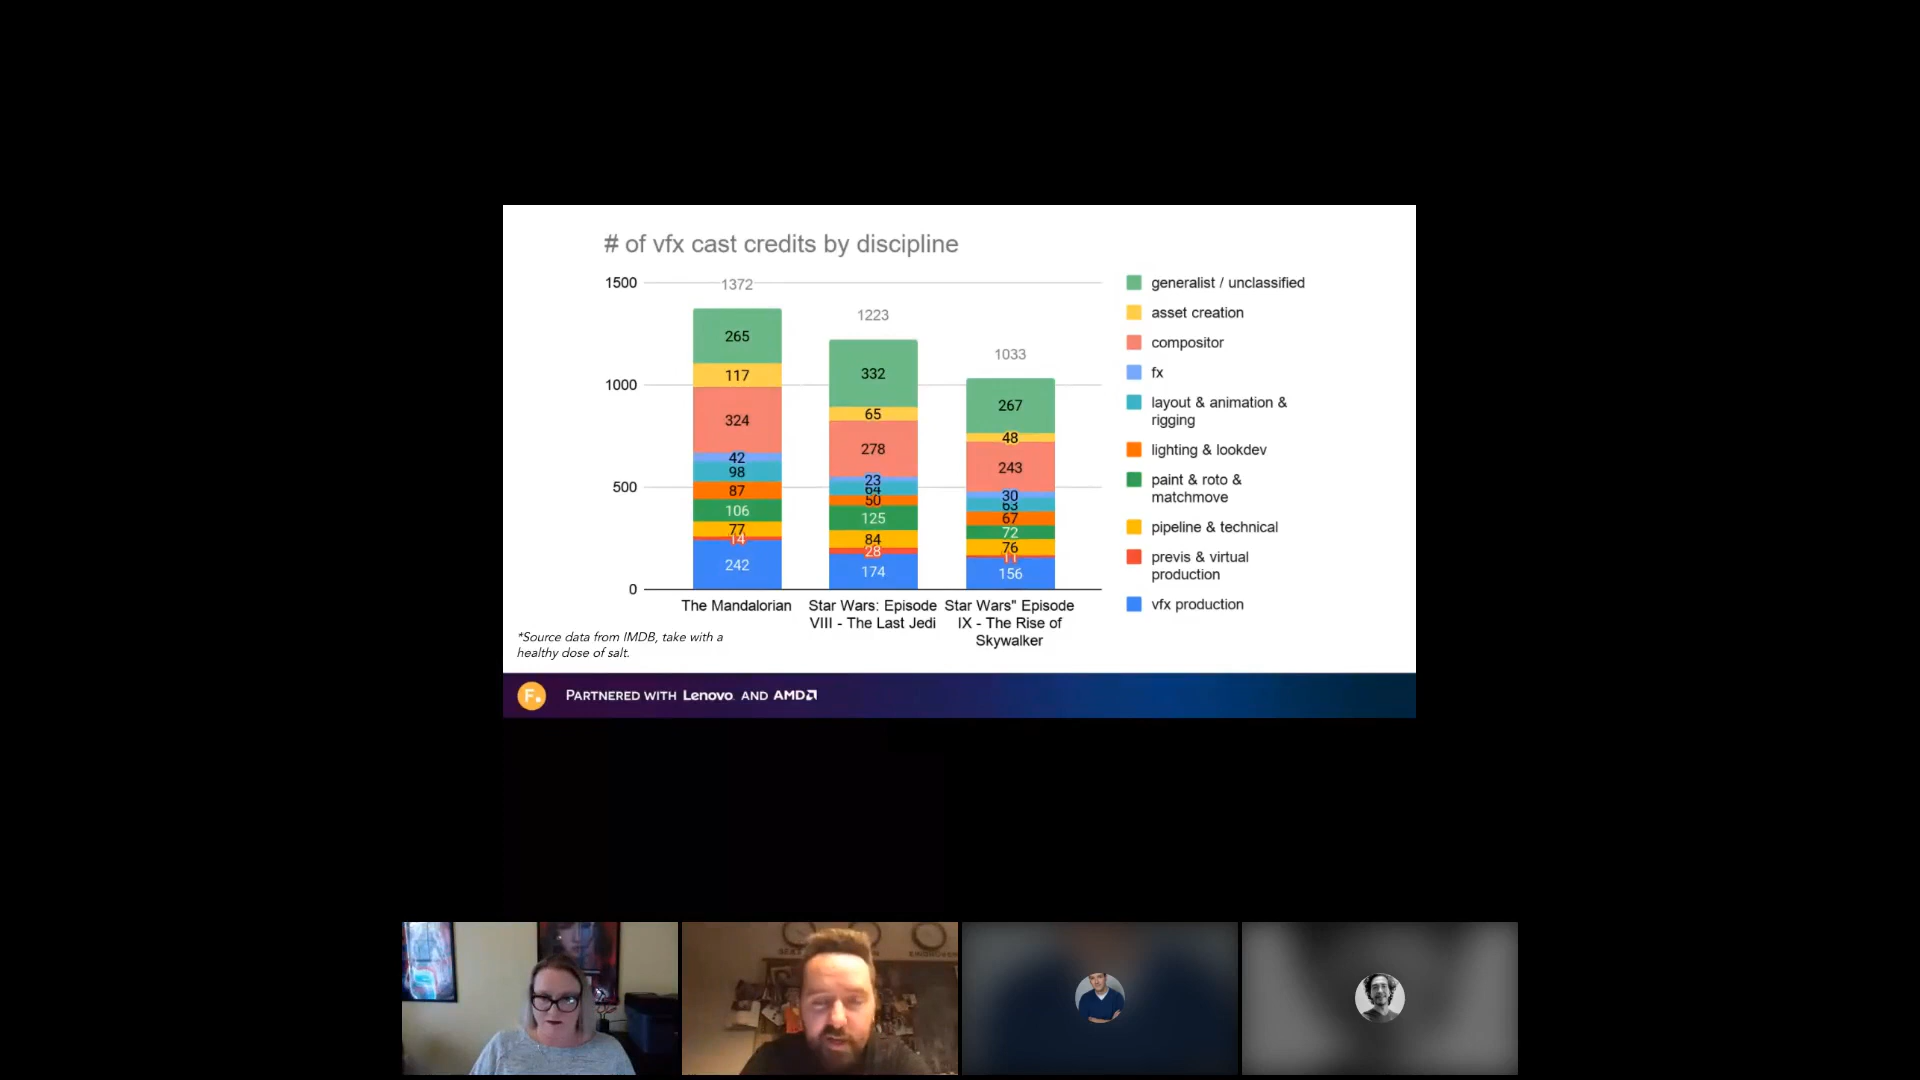 # of vfx cast credits by discipline
1500
1000
500
0
1372
265
117
324
42
98
87
106
77
14
242
1223
332
65
278
23
64
50
125
84
28
174
1033
267
48
243
30
63
67
72
76
11
156
The Mandalorian
Star Wars: Episode
VIII - The Last Jedi
Star Wars" Episode
IX - The Rise of
Skywalker
generalist / unclassified
asset creation
compositor
fx
layout & animation &
rigging
lighting & lookdev
paint & roto &
matchmove
pipeline & technical
previs & virtual
production
vfx production
*Source data from IMDB, take with a
healthy dose of salt.
F.
PARTNERED WITH Lenovo AND AMD